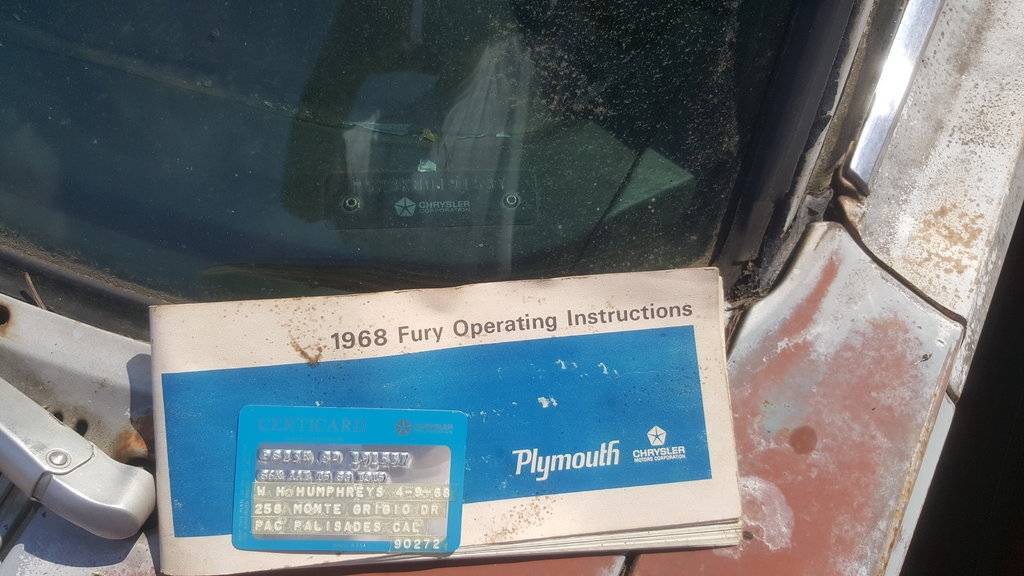 CHRYSLER
CORPORATION
1968 Fury Operating Instructions
Plymouth
CHRYSLER
MOTORS CORPORATION
CERTICARD
W H HUMPHREYS 4-9-68
256 MONTE GRIGIO DR
PAC PALISADES CAL
90272